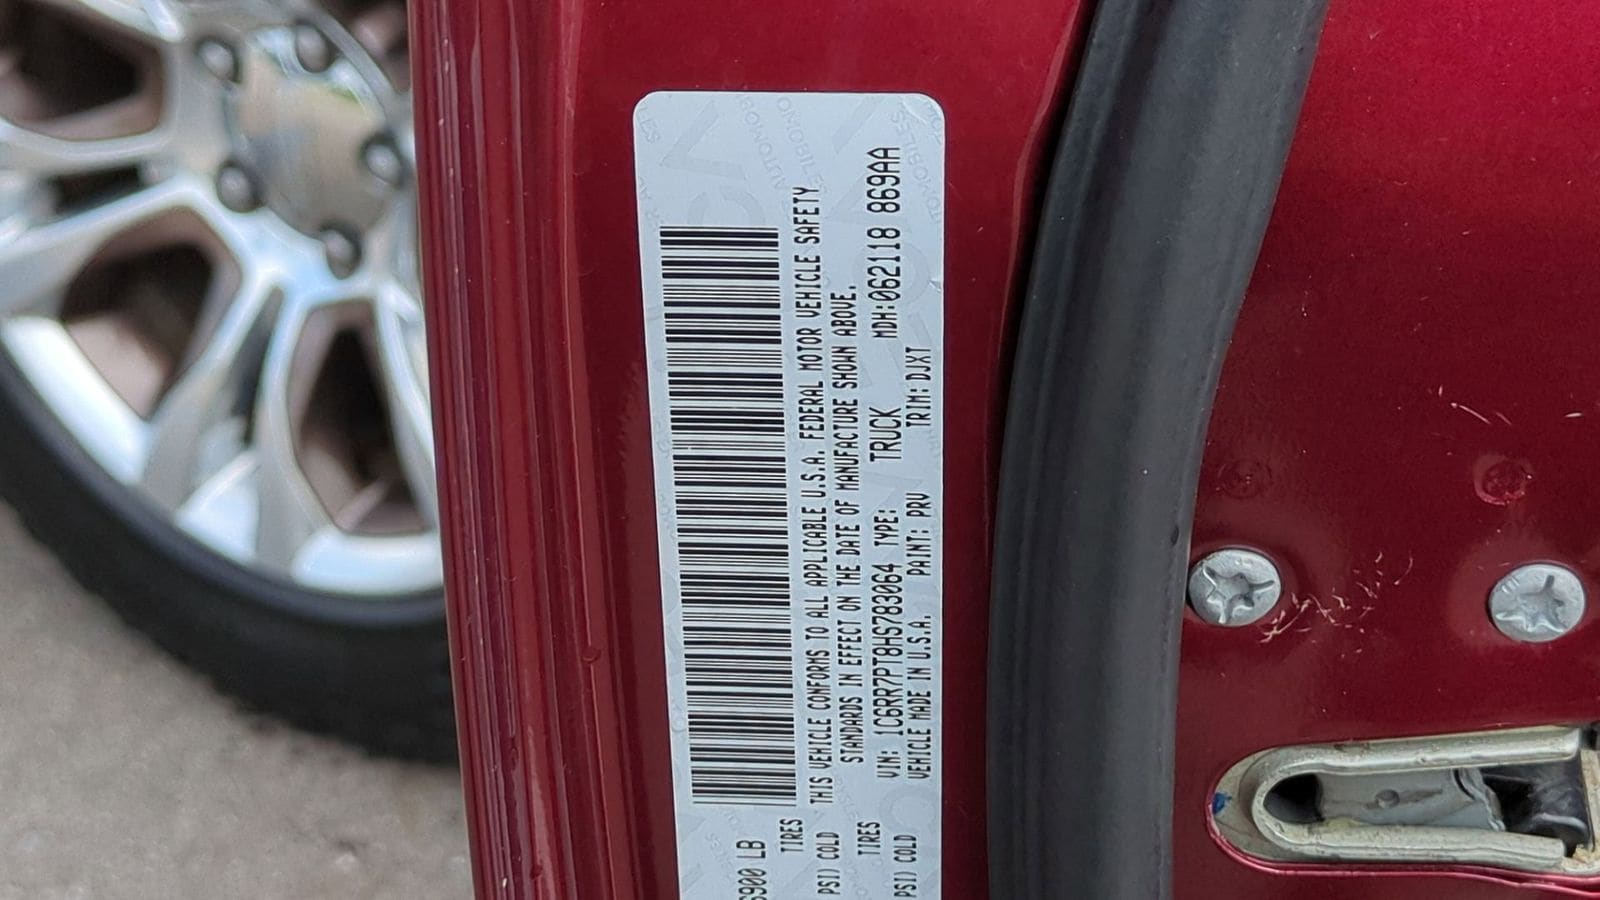 6900 LB
TIRES
PSI) COLD
TIRES
PSI) COLD
THIS VEHICLE CONFORMS TO ALL APPLICABLE U.S.A. FEDERAL MOTOR VEHICLE SAFETY
STANDARDS IN EFFECT ON THE DATE OF MANUFACTURE SHOWN ABOVE.
VIN: 1C6RR7PT8HS783064 TYPE: TRUCK MDH:062118 869AA
VEHICLE MADE IN U.S.A. PAINT: PRV TRIM: DJXT